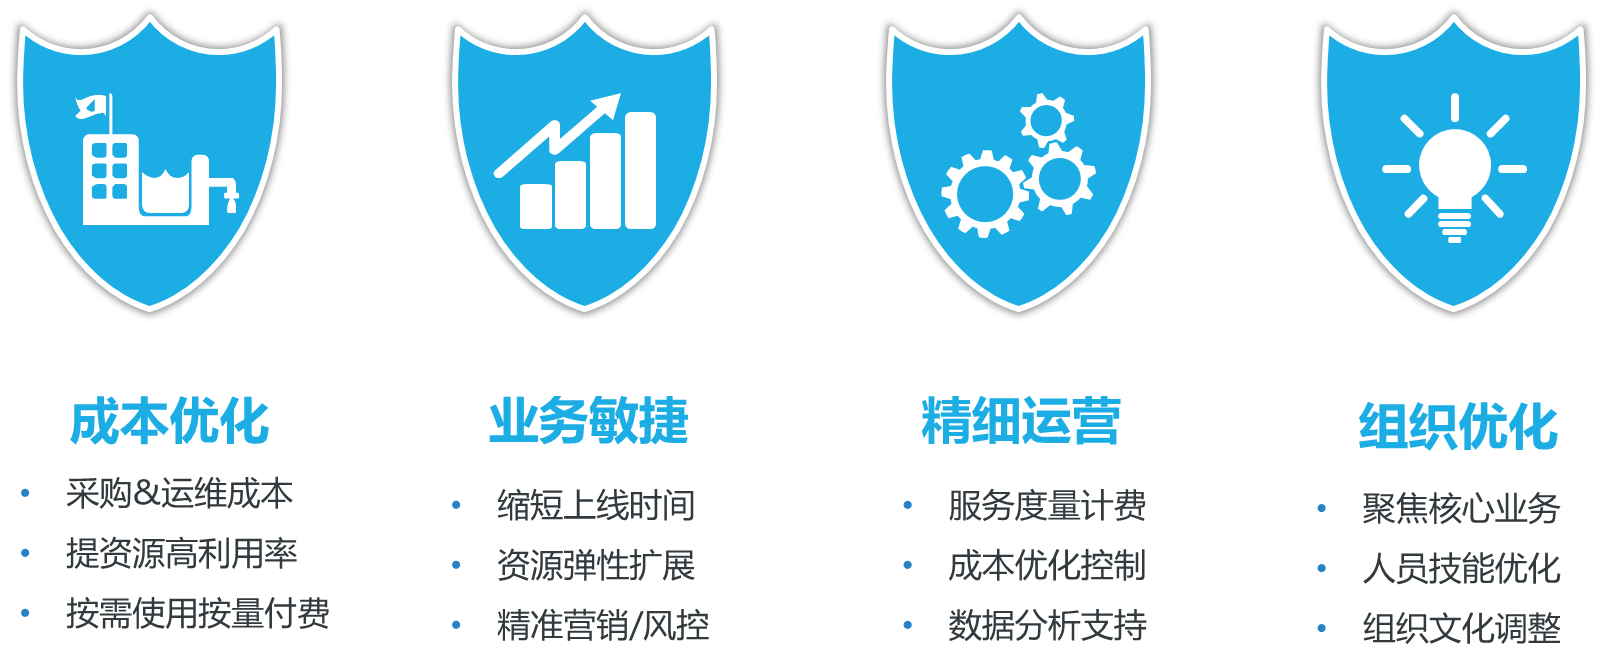 成本优化
• 采购&运维成本
• 提资源高利用率
• 按需使用按量付费
业务敏捷
• 缩短上线时间
• 资源弹性扩展
• 精准营销/风控
精细运营
• 服务度量计费
• 成本优化控制
• 数据分析支持
组织优化
• 聚焦核心业务
• 人员技能优化
• 组织文化调整